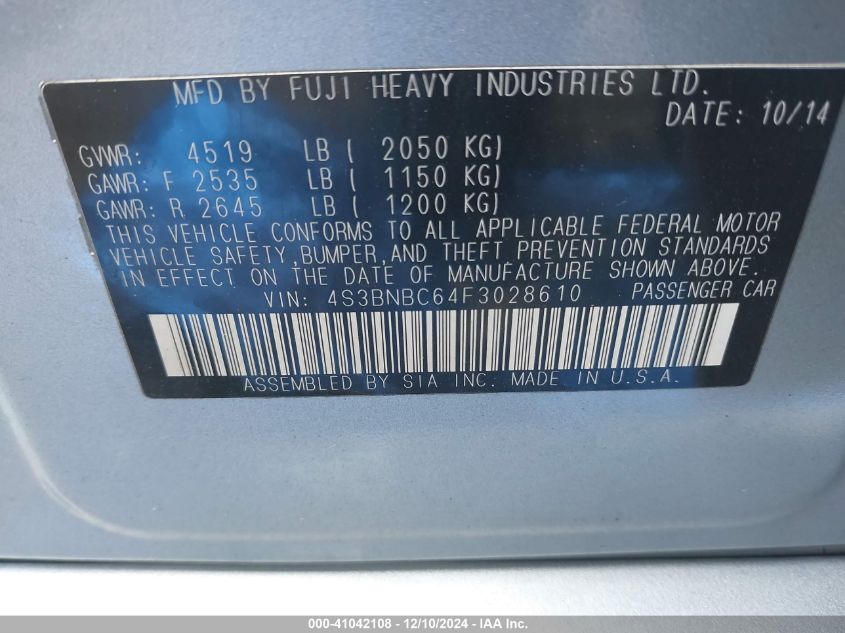 MFD BY FUJI HEAVY INDUSTRIES LTD.
DATE: 10/14
GVWR: 4519 LB ( 2050 KG)
GAWR: F 2535 LB ( 1150 KG)
GAWR: R 2645 LB ( 1200 KG)
THIS VEHICLE CONFORMS TO ALL APPLICABLE FEDERAL MOTOR
VEHICLE SAFETY,BUMPER,AND THEFT PREVENTION STANDARDS
IN EFFECT ON THE DATE OF MANUFACTURE SHOWN ABOVE.
VIN: 4S3BNBC64F3028610 PASSENGER CAR
ASSEMBLED BY SIA INC. MADE IN U.S.A.
000-41042108 - 12/10/2024 - WWW.IAAI.COM